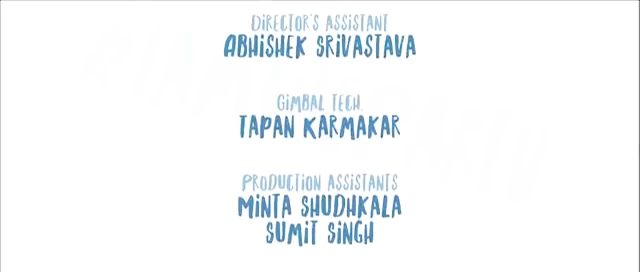 DIRECTOR'S ASSISTANT
ABHISHEK SRIVASTAVA
GIMBAL TECH.
TAPAN KARMAKAR
PRODUCTION ASSISTANTS
MINTA SHUDHKALA
SUMIT SINGH